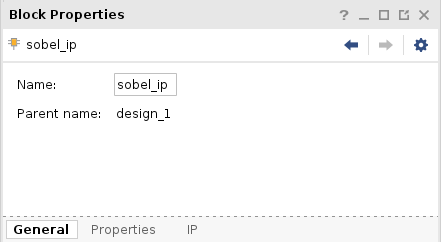 Block Properties
sobel_ip
Name: sobel_ip
Parent name: design_1
General Properties IP